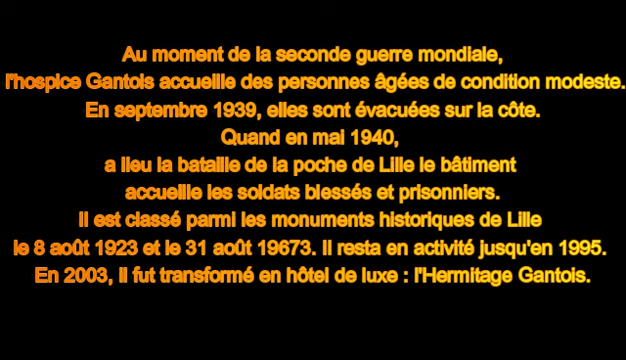 Au moment de la seconde guerre mondiale,
l'hospice Gantois accueille des personnes âgées de condition modeste.
En septembre 1939, elles sont évacuées sur la côte.
Quand en mai 1940,
a lieu la bataille de la poche de Lille le bâtiment
accueille les soldats blessés et prisonniers.
Il est classé parmi les monuments historiques de Lille
le 8 août 1923 et le 31 août 19673. Il resta en activité jusqu'en 1995.
En 2003, il fut transformé en hôtel de luxe : l'Hermitage Gantois.